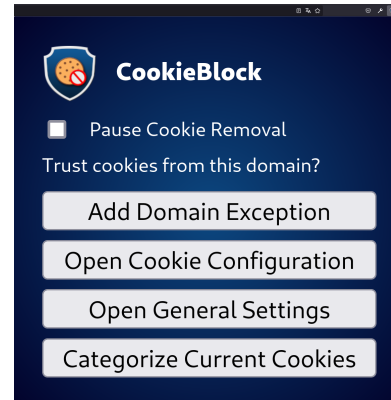 CookieBlock
Pause Cookie Removal
Trust cookies from this domain?
Add Domain Exception
Open Cookie Configuration
Open General Settings
Categorize Current Cookies